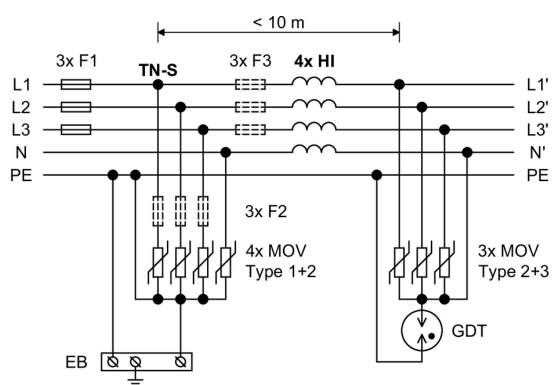 < 10 m
3x F1
TN-S
3x F3
4x HI
L1
L1'
L2
L2'
L3
L3'
N
N'
PE
PE
3x F2
4x MOV
Type 1+2
3x MOV
Type 2+3
GDT
EB